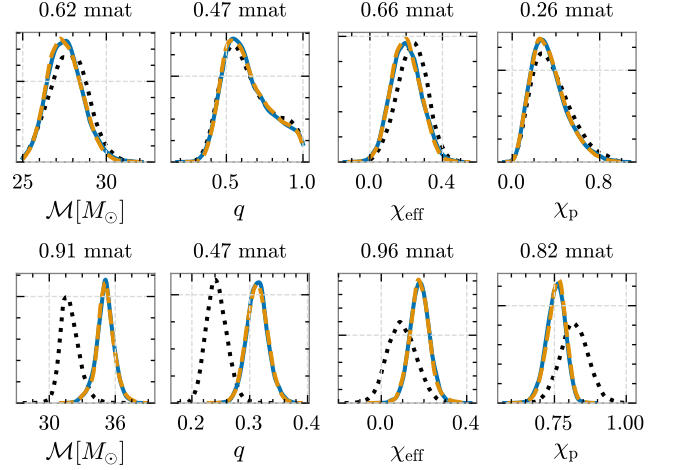 0.62 mnat 0.47 mnat 0.66 mnat 0.26 mnat
25 30 0.5 1.0 0.0 0.4 0.0 0.8
ℳ[M⊙] q χeff χp
0.91 mnat 0.47 mnat 0.96 mnat 0.82 mnat
30 36 0.2 0.3 0.4 0.0 0.2 0.4 0.75 1.00
ℳ[M⊙] q χeff χp